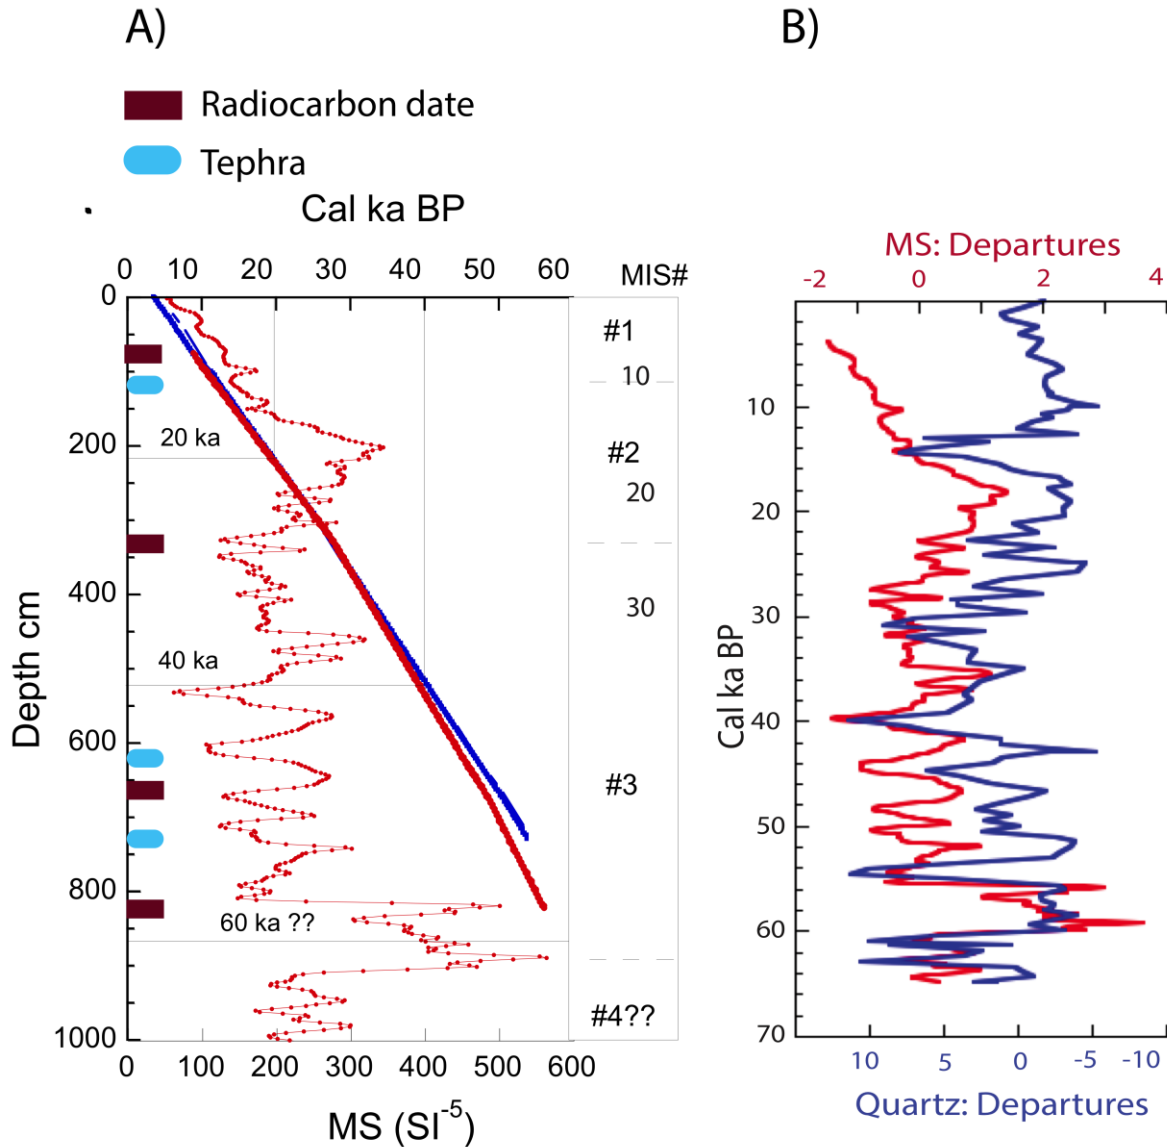 A)
B)
Radiocarbon date
Tephra
Cal ka BP
0 10 20 30 40 50 60
MIS#
MS: Departures
-2 0 2 4
0
200
400
600
800
1000
Depth cm
20 ka
40 ka
60 ka ??
#1
10
#2
20
30
#3
#4??
0 100 200 300 400 500 600
MS (SI⁻⁵)
10
20
30
40
50
60
70
Cal ka BP
10 5 0 -5 -10
Quartz: Departures